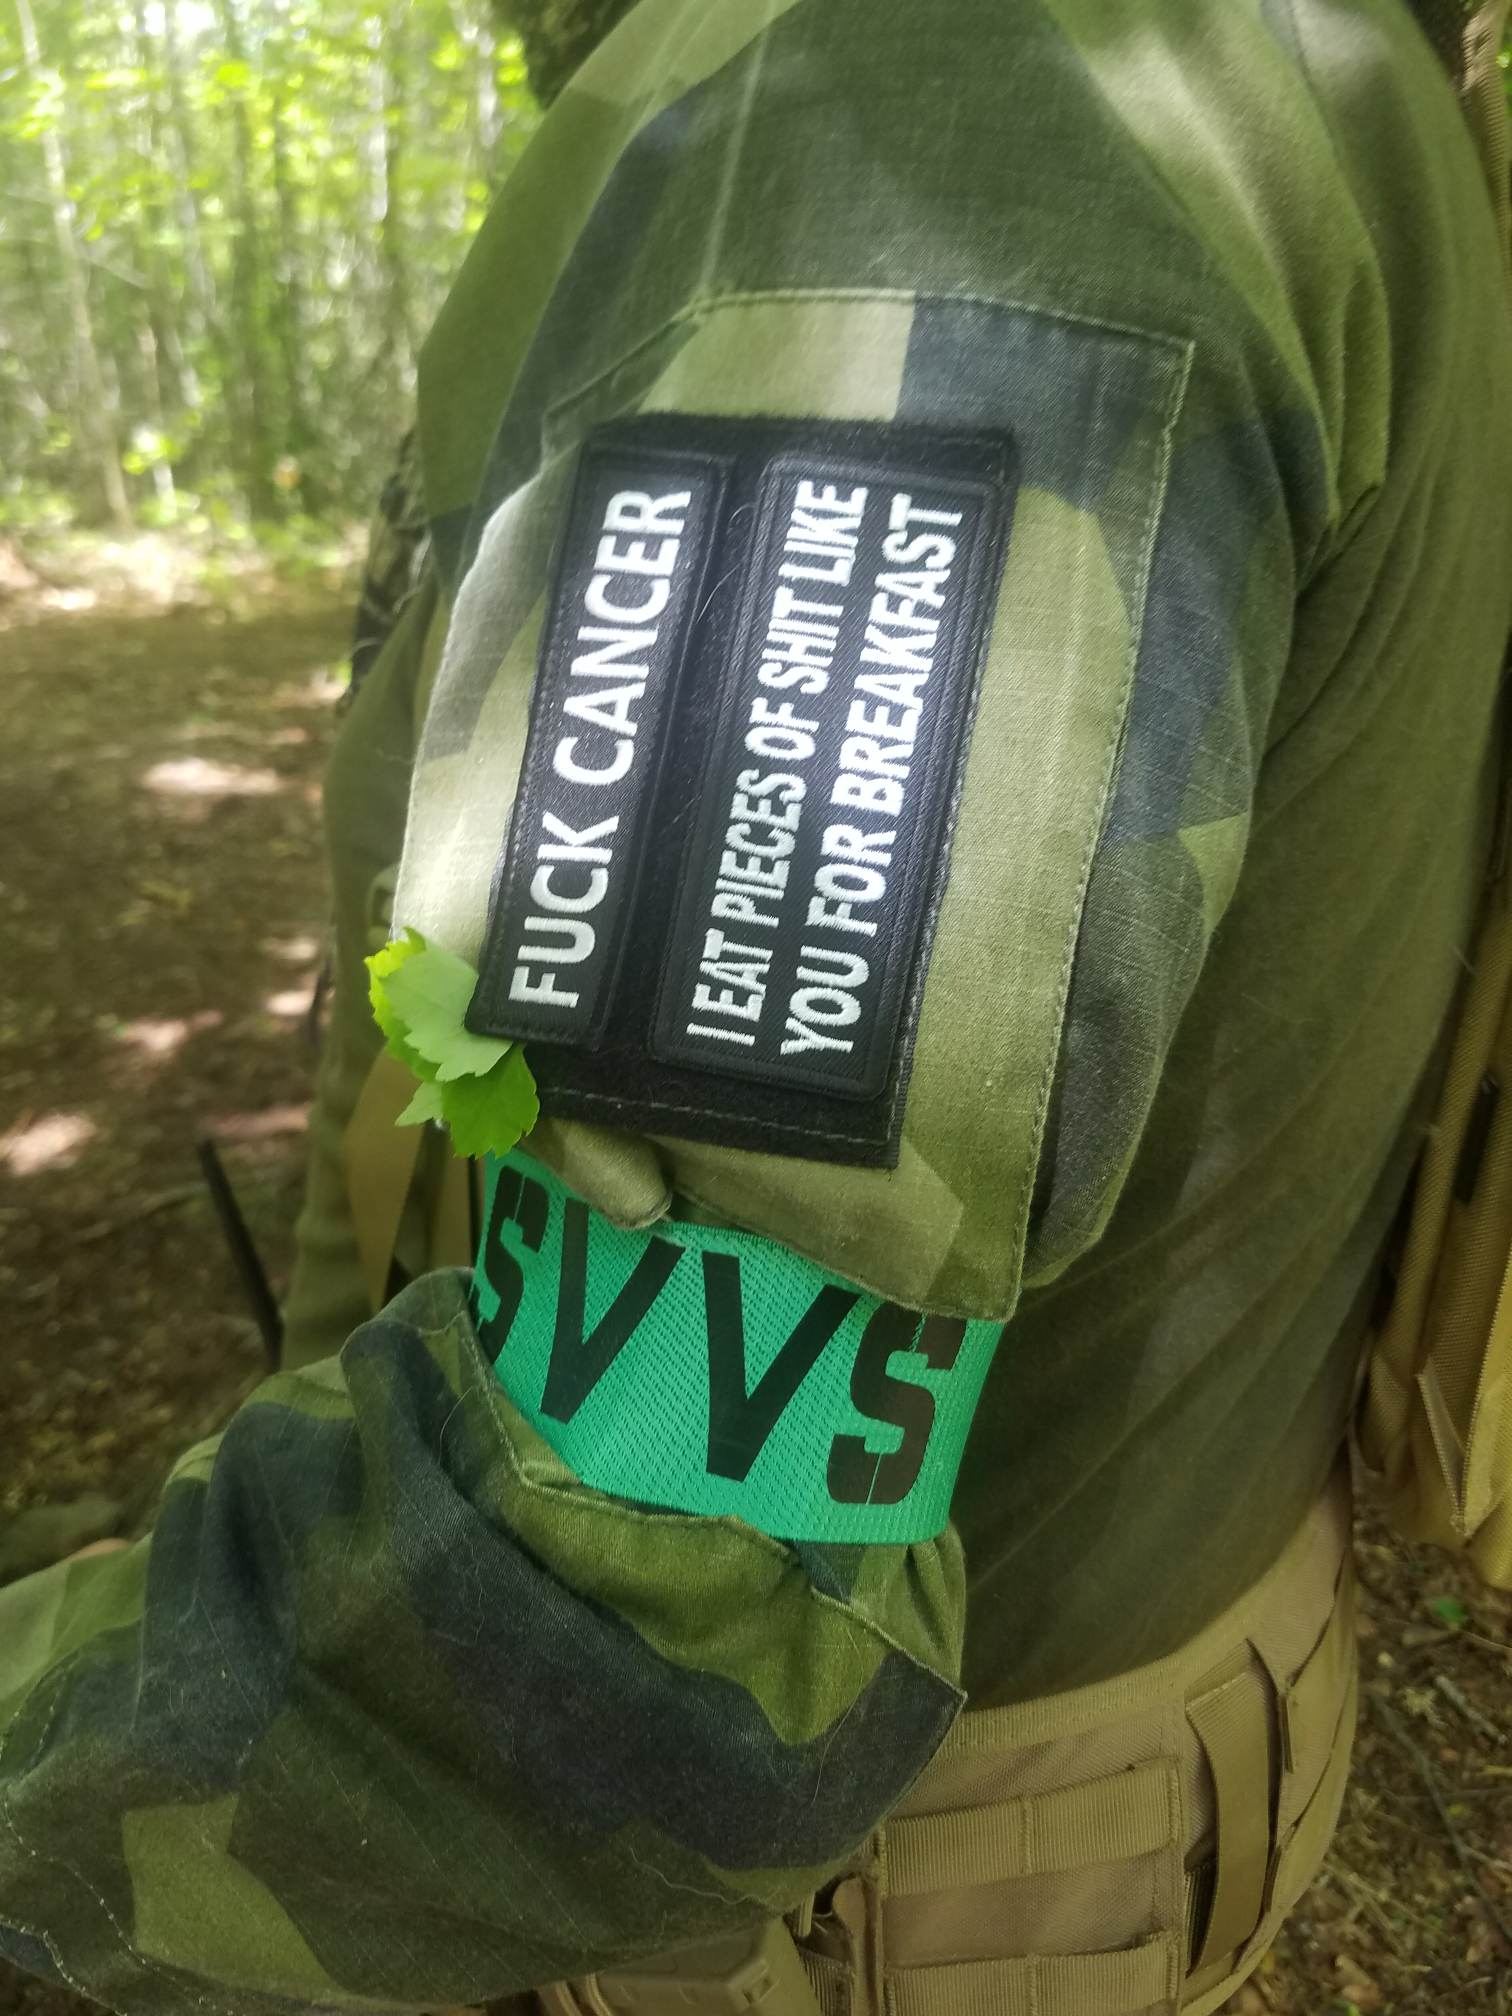 FUCK CANCER
I EAT PIECES OF SHIT LIKE
YOU FOR BREAKFAST
SVVS